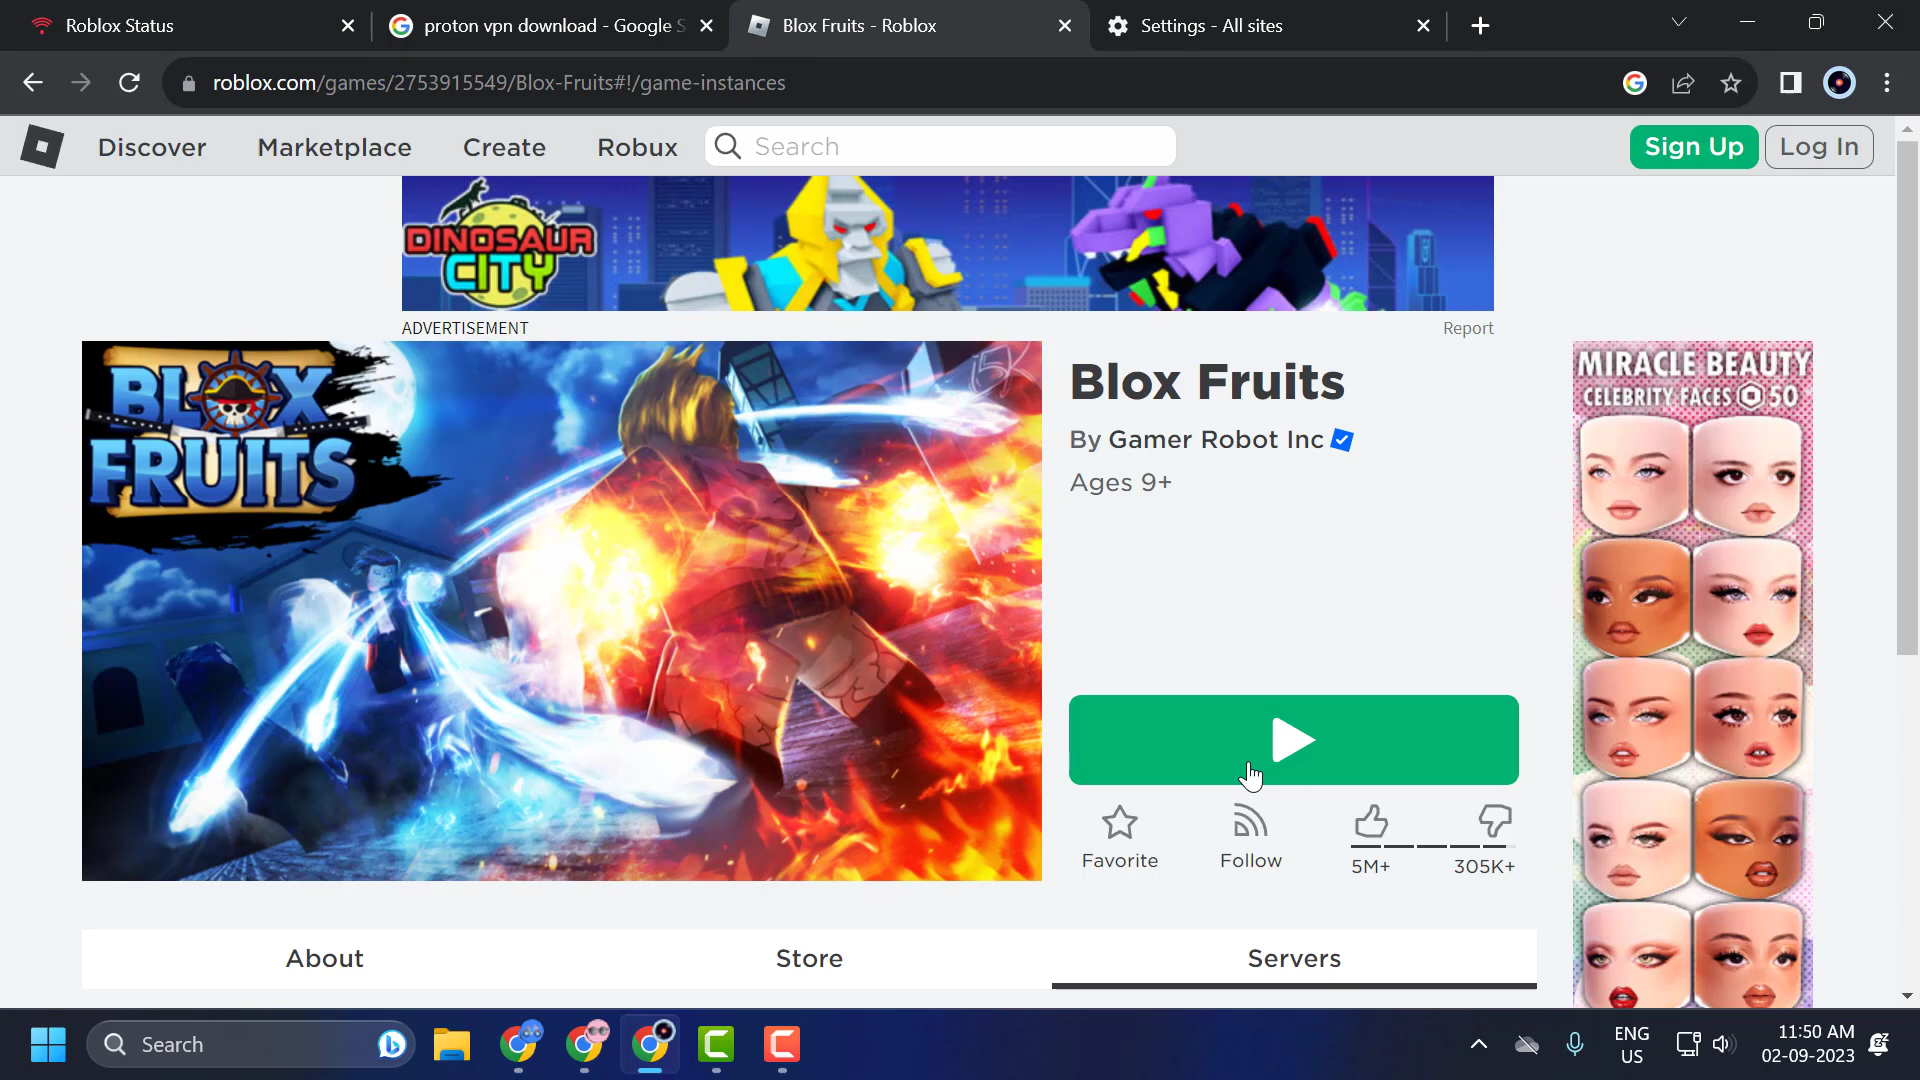 Roblox Status
proton vpn download - Google S
Blox Fruits - Roblox
Settings - All sites
roblox.com/games/2753915549/Blox-Fruits#!/game-instances
Discover
Marketplace
Create
Robux
Search
Sign Up
Log In
DINOSAUR
CITY
ADVERTISEMENT
Report
BLOX
FRUITS
Blox Fruits
By Gamer Robot Inc
Ages 9+
MIRACLE BEAUTY
CELEBRITY FACES 50
Favorite
Follow
5M+
305K+
About
Store
Servers
Search
ENG
US
11:50 AM
02-09-2023